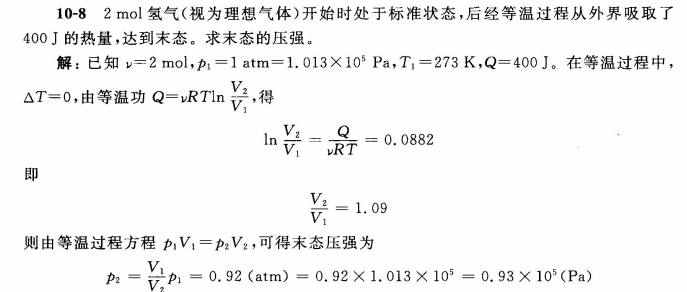 10-8 2 mol 氢气(视为理想气体)开始时处于标准状态,后经等温过程从外界吸取了
400 J 的热量,达到末态。求末态的压强。
解:已知 ν=2 mol,p₁=1 atm=1.013×10⁵ Pa,T₁=273 K,Q=400 J。在等温过程中,
△T=0,由等温功 Q=νRTln V₂/V₁,得
ln V₂/V₁ = Q/νRT = 0.0882
即
V₂/V₁ = 1.09
则由等温过程方程 p₁V₁=p₂V₂,可得末态压强为
p₂ = V₁/V₂ p₁ = 0.92 (atm) = 0.92×1.013×10⁵ = 0.93×10⁵(Pa)